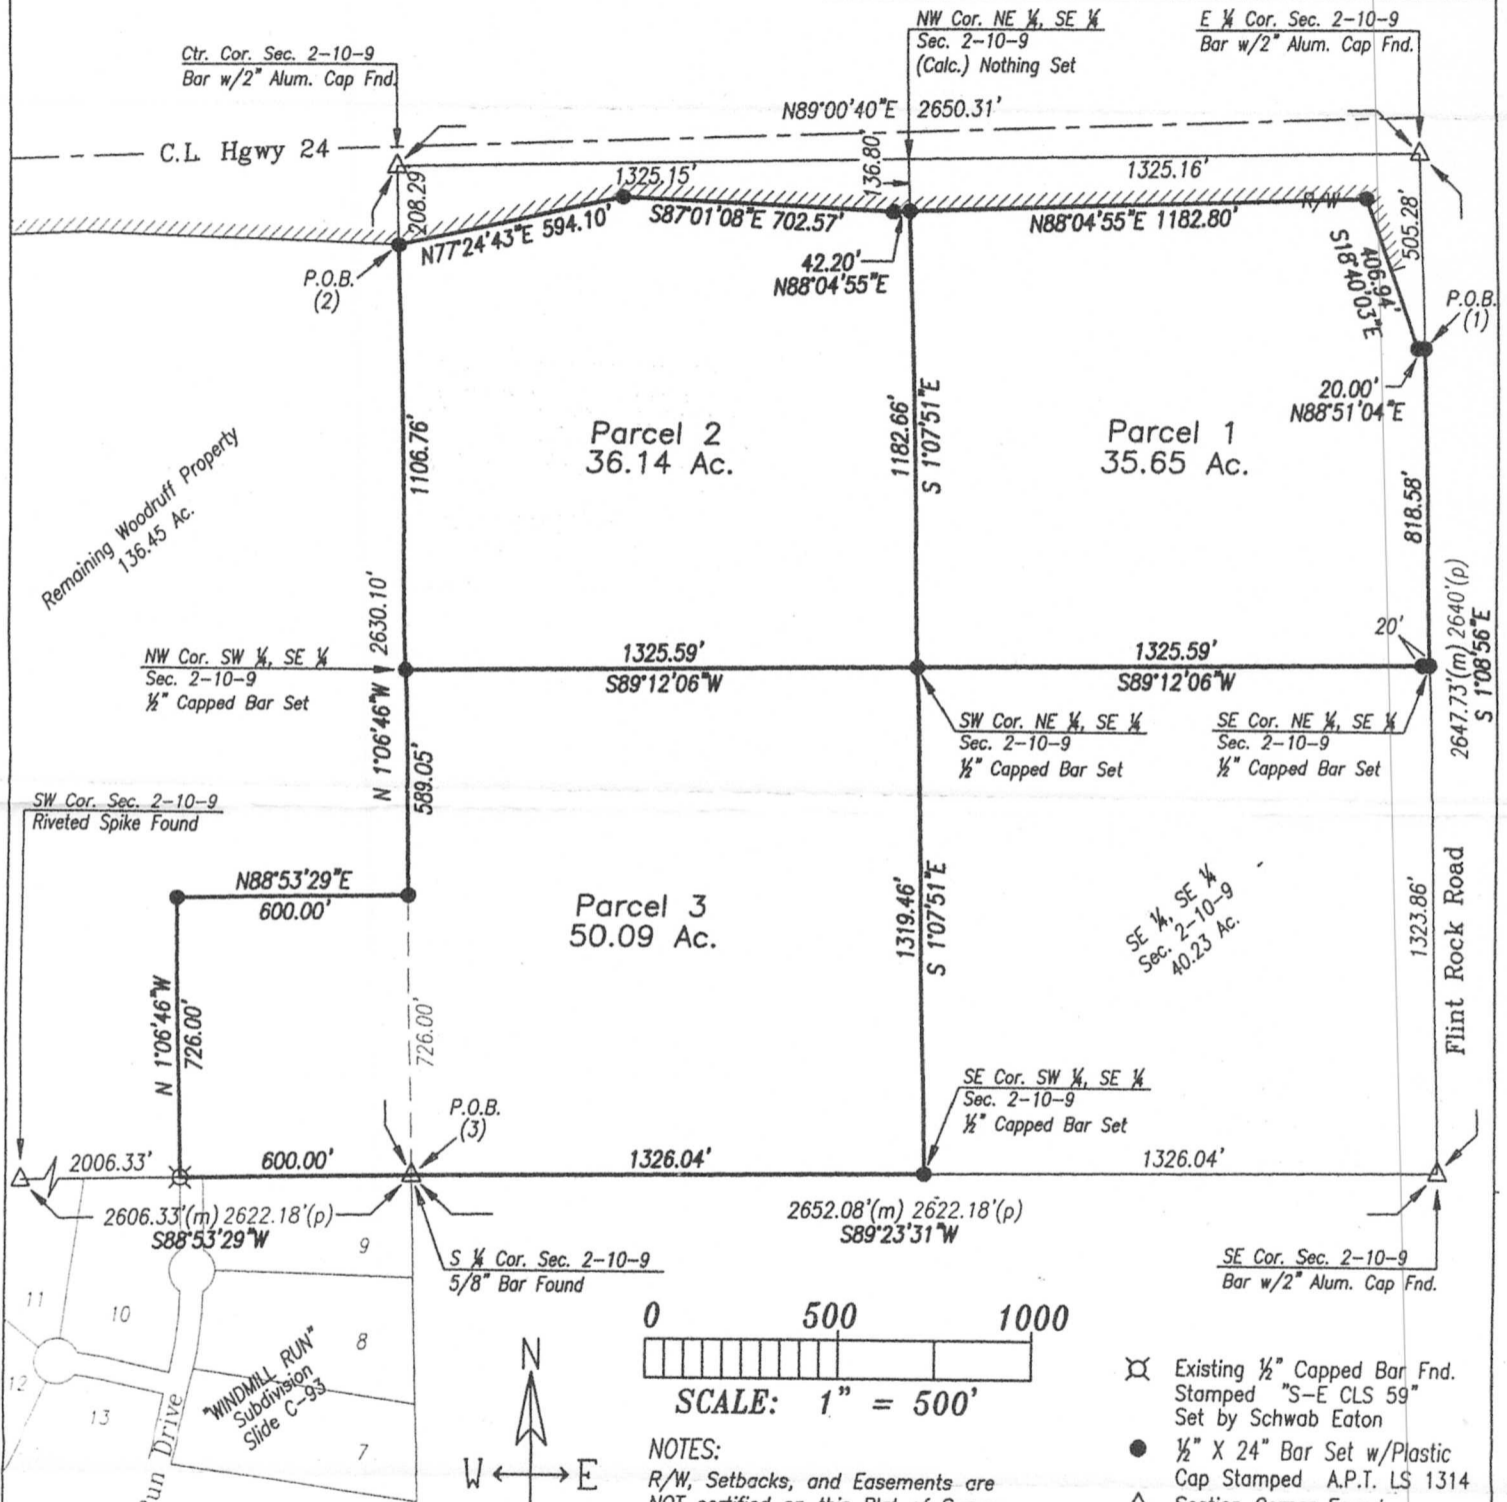 NW Cor. NE ¼, SE ¼
Sec. 2-10-9
(Calc.) Nothing Set
E ¼ Cor. Sec. 2-10-9
Bar w/2" Alum. Cap Fnd.
Ctr. Cor. Sec. 2-10-9
Bar w/2" Alum. Cap Fnd.
N89°00'40"E 2650.31'
C.L. Hgwy 24
136.80'
1325.15'
1325.16'
208.29'
R/W
505.28'
N77°24'43"E 594.10'
S87°01'08"E 702.57'
N88°04'55"E 1182.80'
42.20'
N88°04'55"E
406.94'
S18°40'03"E
P.O.B.
(2)
P.O.B.
(1)
20.00'
N88°51'04"E
1106.76'
Parcel 2
36.14 Ac.
1182.66'
S 1°07'51"E
Parcel 1
35.65 Ac.
818.58'
Remaining Woodruff Property
136.45 Ac.
2630.10'
N 1°06'46"W
2647.73'(m) 2640'(p)
S 1°08'56"E
20'
NW Cor. SW ¼, SE ¼
Sec. 2-10-9
½" Capped Bar Set
1325.59'
S89°12'06"W
1325.59'
S89°12'06"W
SW Cor. NE ¼, SE ¼
Sec. 2-10-9
½" Capped Bar Set
SE Cor. NE ¼, SE ¼
Sec. 2-10-9
½" Capped Bar Set
589.05'
SW Cor. Sec. 2-10-9
Riveted Spike Found
N88°53'29"E
600.00'
Parcel 3
50.09 Ac.
1319.46'
S 1°07'51"E
SE ¼, SE ¼
Sec. 2-10-9
40.23 Ac.
1323.86'
Flint Rock Road
N 1°06'46"W
726.00'
726.00'
P.O.B.
(3)
SE Cor. SW ¼, SE ¼
Sec. 2-10-9
½" Capped Bar Set
2006.33'
600.00'
1326.04'
1326.04'
2606.33'(m) 2622.18'(p)
S88°53'29"W
2652.08'(m) 2622.18'(p)
S89°23'31"W
S ¼ Cor. Sec. 2-10-9
5/8" Bar Found
SE Cor. Sec. 2-10-9
Bar w/2" Alum. Cap Fnd.
9
11
10
8
12
13
7
"WINDMILL RUN"
Subdivision
Slide C-93
Drive
0 500 1000
SCALE: 1" = 500'
N
W E
Existing ½" Capped Bar Fnd.
Stamped "S-E CLS 59"
Set by Schwab Eaton
½" X 24" Bar Set w/Plastic
Cap Stamped A.P.T. LS 1314
NOTES:
R/W, Setbacks, and Easements are